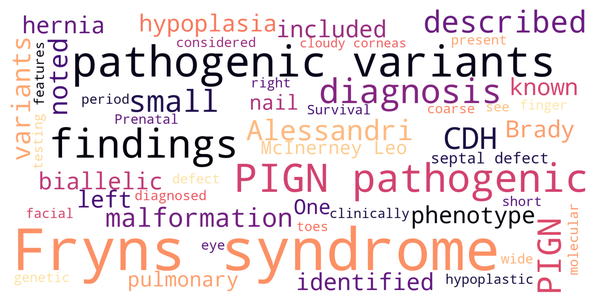 hernia hypoplasia included described
considered cloudy corneas present
variants features noted pathogenic variants
period small right diagnosis known
testing Prenatal nail Survival coarse see finger
findings Alessandri CDH Brady
McInerney Leo septal defect
biallelic defect PIGN pathogenic
left diagnosed One short
malformation clinically phenotype
facial toes PIGN molecular
Fryns syndrome eye wide
genetic pulmonary identified hypoplastic